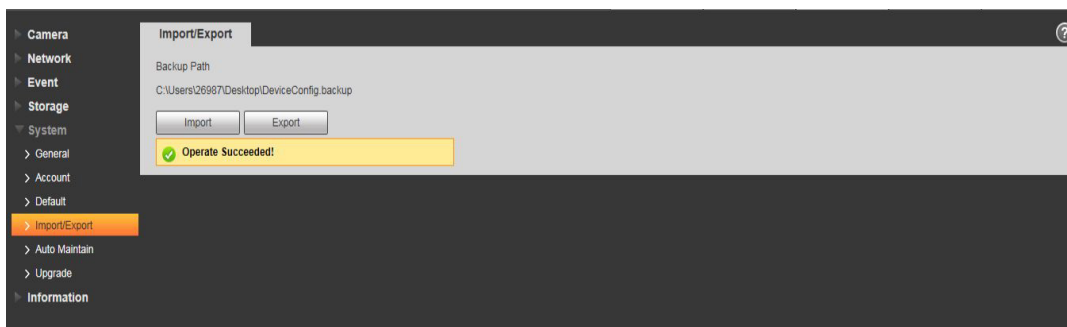 Camera
Network
Event
Storage
System
General
Account
Default
Import/Export
Auto Maintain
Upgrade
Information
Import/Export
?
Backup Path
C:\Users\26987\Desktop\DeviceConfig.backup
Import Export
Operate Succeeded!